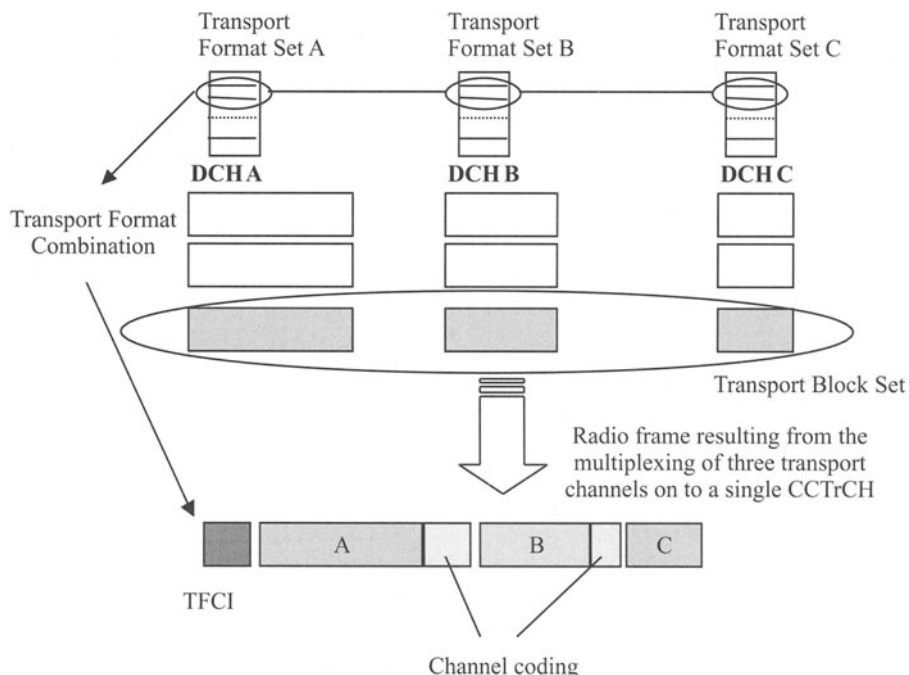 Transport
Format Set A
Transport
Format Set B
Transport
Format Set C
DCH A
DCH B
DCH C
Transport Format
Combination
Transport Block Set
Radio frame resulting from the
multiplexing of three transport
channels on to a single CCTrCH
A
B
C
TFCI
Channel coding